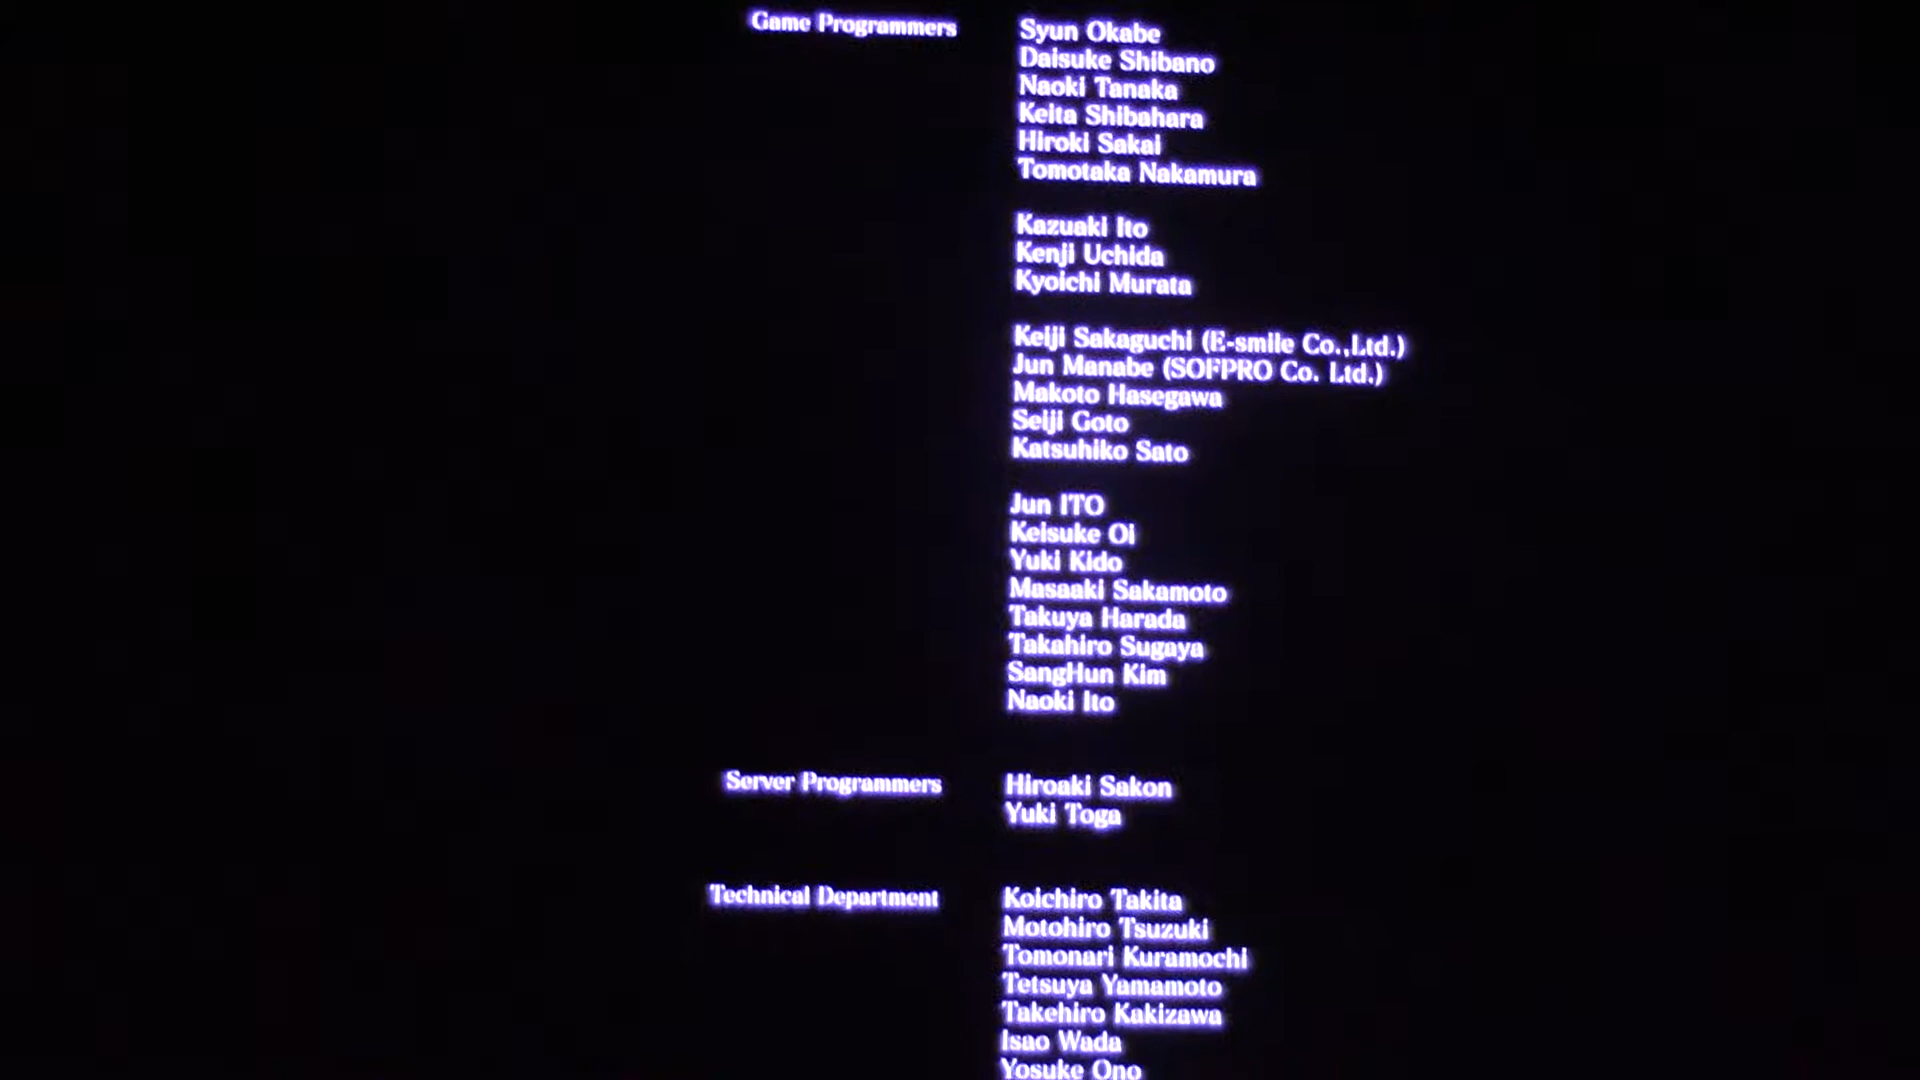 Game Programmers Syun Okabe
Daisuke Shibano
Naoki Tanaka
Keita Shibahara
Hiroki Sakai
Tomotaka Nakamura
Kazuaki Ito
Kenji Uchida
Kyoichi Murata
Keiji Sakaguchi (E-smile Co.,Ltd.)
Jun Manabe (SOFPRO Co. Ltd.)
Makoto Hasegawa
Seiji Goto
Katsuhiko Sato
Jun ITO
Keisuke Oi
Yuki Kido
Masaaki Sakamoto
Takuya Harada
Takahiro Sugaya
SangHun Kim
Naoki Ito
Server Programmers Hiroaki Sakon
Yuki Toga
Technical Department Koichiro Takita
Motohiro Tsuzuki
Tomonari Kuramochi
Tetsuya Yamamoto
Takehiro Kakizawa
Isao Wada
Yosuke Ono